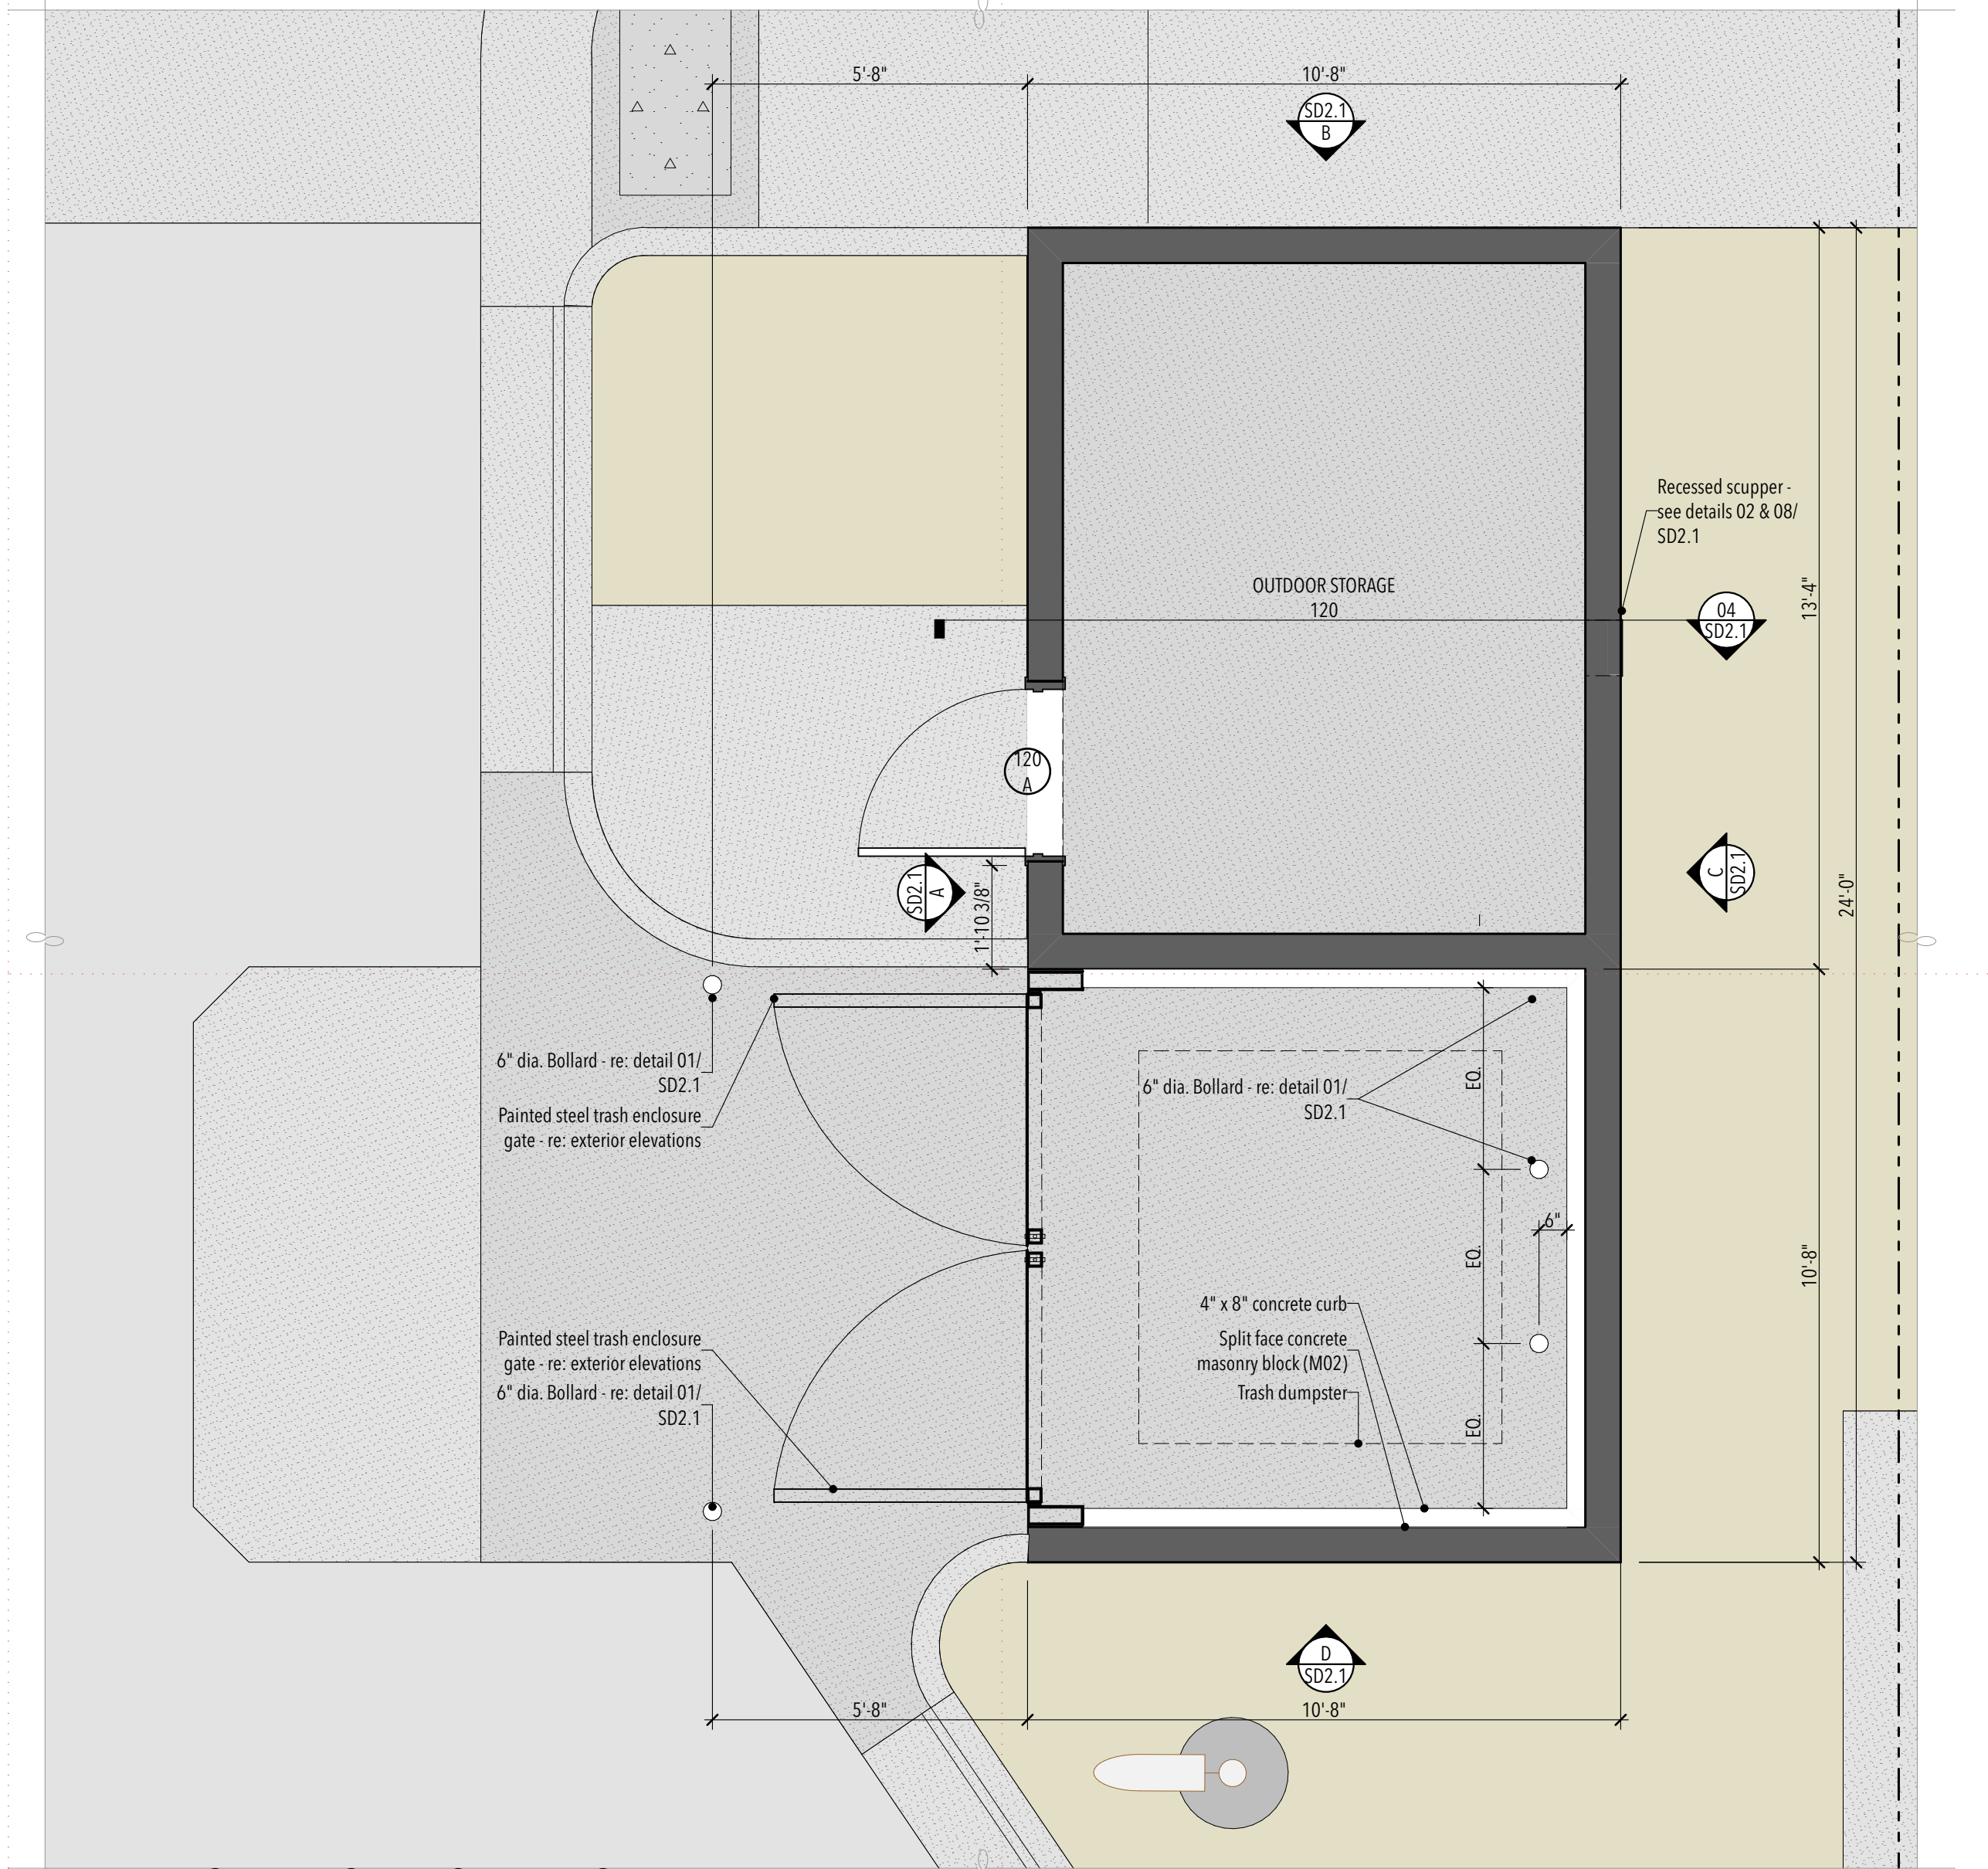 5'-8"
10'-8"
SD2.1
B
Recessed scupper -
see details 02 & 08/
SD2.1
OUTDOOR STORAGE
120
04
SD2.1
13'-4"
120
A
SD2.1
A
1'-10 3/8"
C
SD2.1
24'-0"
6" dia. Bollard - re: detail 01/
SD2.1
Painted steel trash enclosure
gate - re: exterior elevations
6" dia. Bollard - re: detail 01/
SD2.1
EQ.
6"
EQ.
10'-8"
4" x 8" concrete curb
Split face concrete
masonry block (M02)
Trash dumpster
EQ.
Painted steel trash enclosure
gate - re: exterior elevations
6" dia. Bollard - re: detail 01/
SD2.1
D
SD2.1
5'-8"
10'-8"